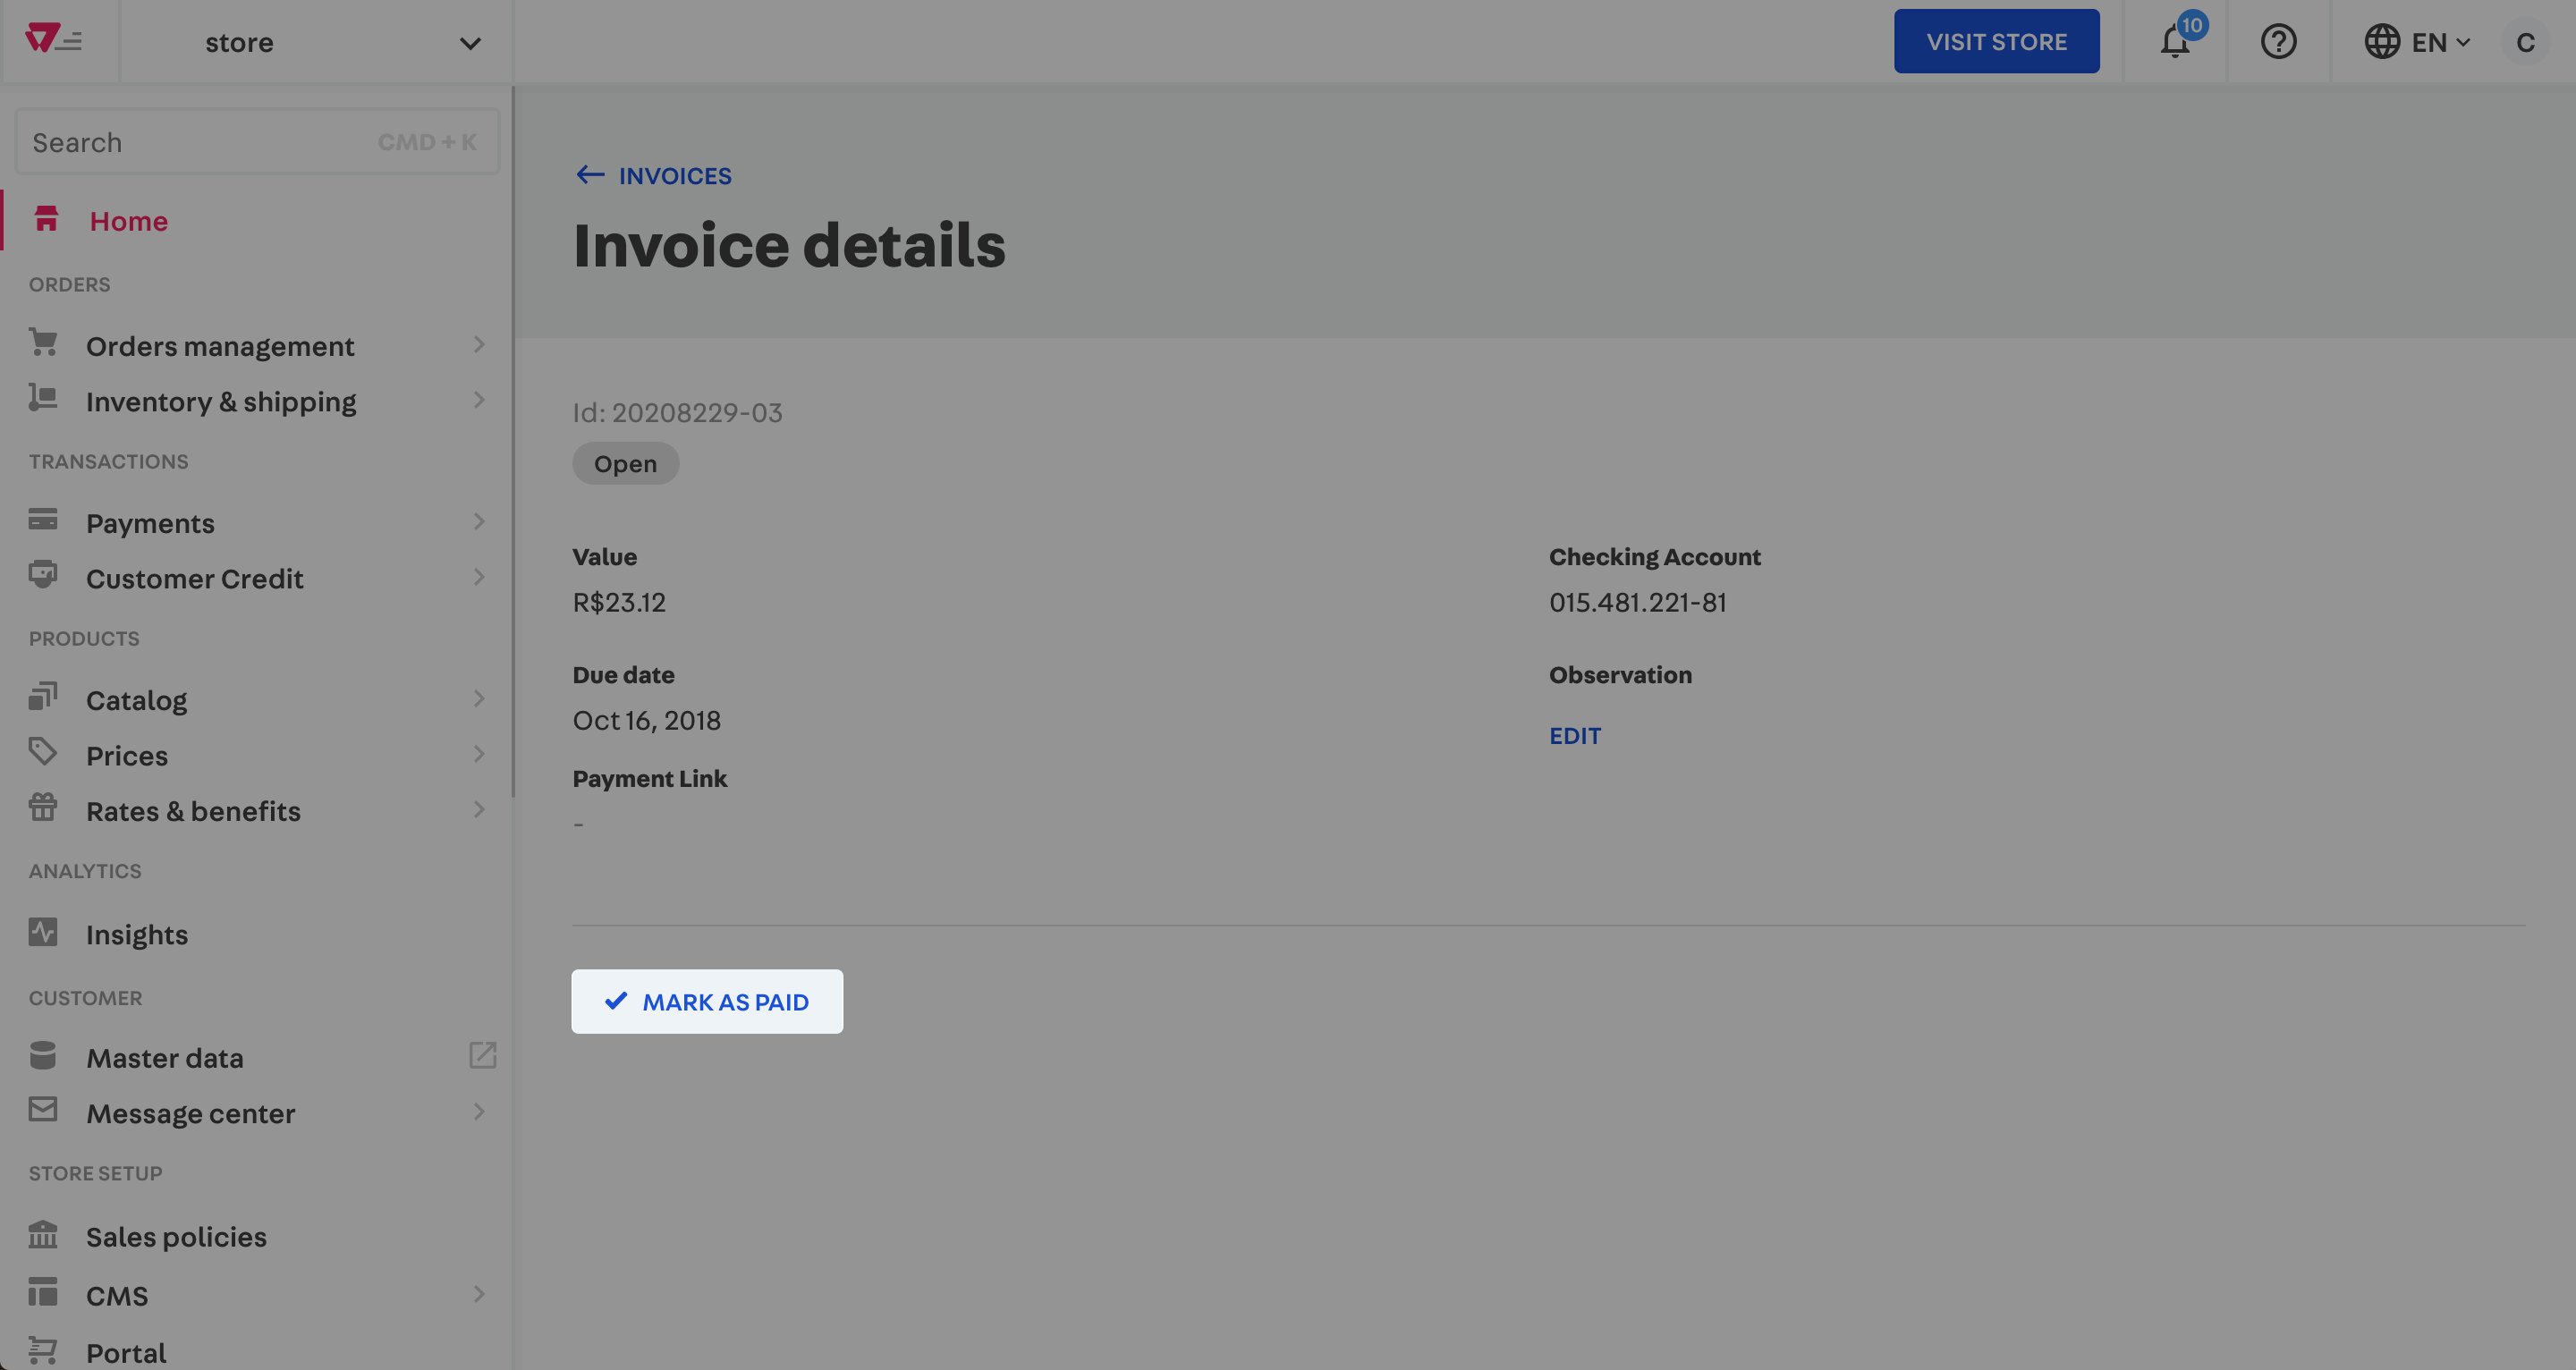 store
VISIT STORE
10
EN
C
Search
CMD + K
Home
ORDERS
Orders management
Inventory & shipping
TRANSACTIONS
Payments
Customer Credit
PRODUCTS
Catalog
Prices
Rates & benefits
ANALYTICS
Insights
CUSTOMER
Master data
Message center
STORE SETUP
Sales policies
CMS
Portal
INVOICES
Invoice details
Id: 20208229-03
Open
Value
R$23.12
Due date
Oct 16, 2018
Payment Link
-
Checking Account
015.481.221-81
Observation
EDIT
MARK AS PAID